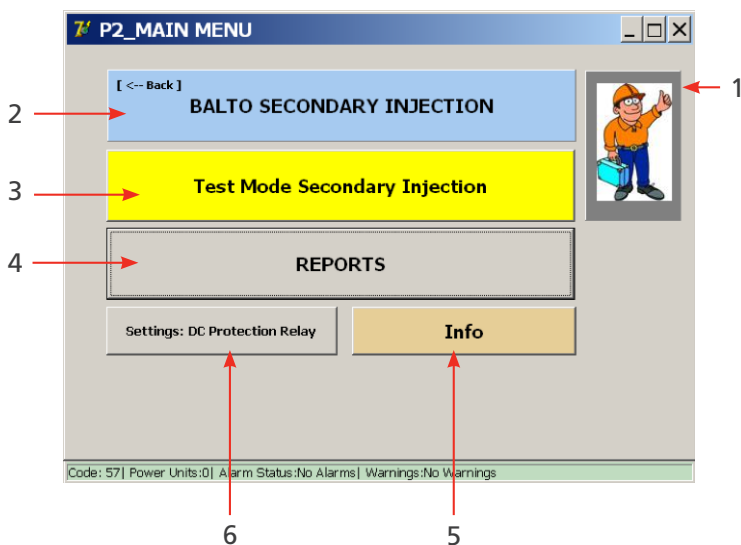 P2_MAIN MENU
1
[ <-- Back ]
2
BALTO SECONDARY INJECTION
3
Test Mode Secondary Injection
4
REPORTS
Settings: DC Protection Relay
Info
Code: 57| Power Units:0| Alarm Status:No Alarms| Warnings:No Warnings
6
5